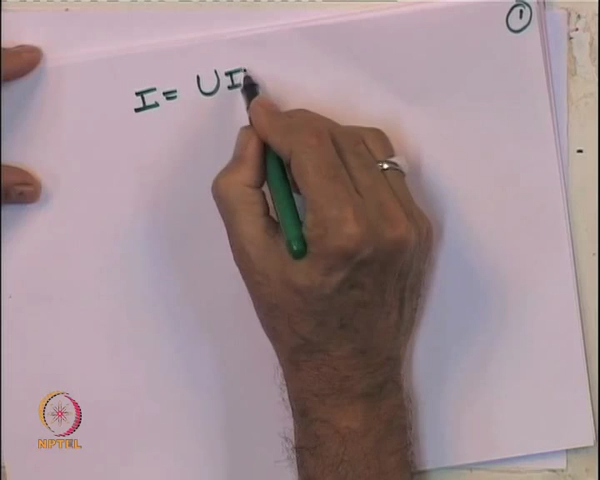 ①
I = ∪ I
NPTEL